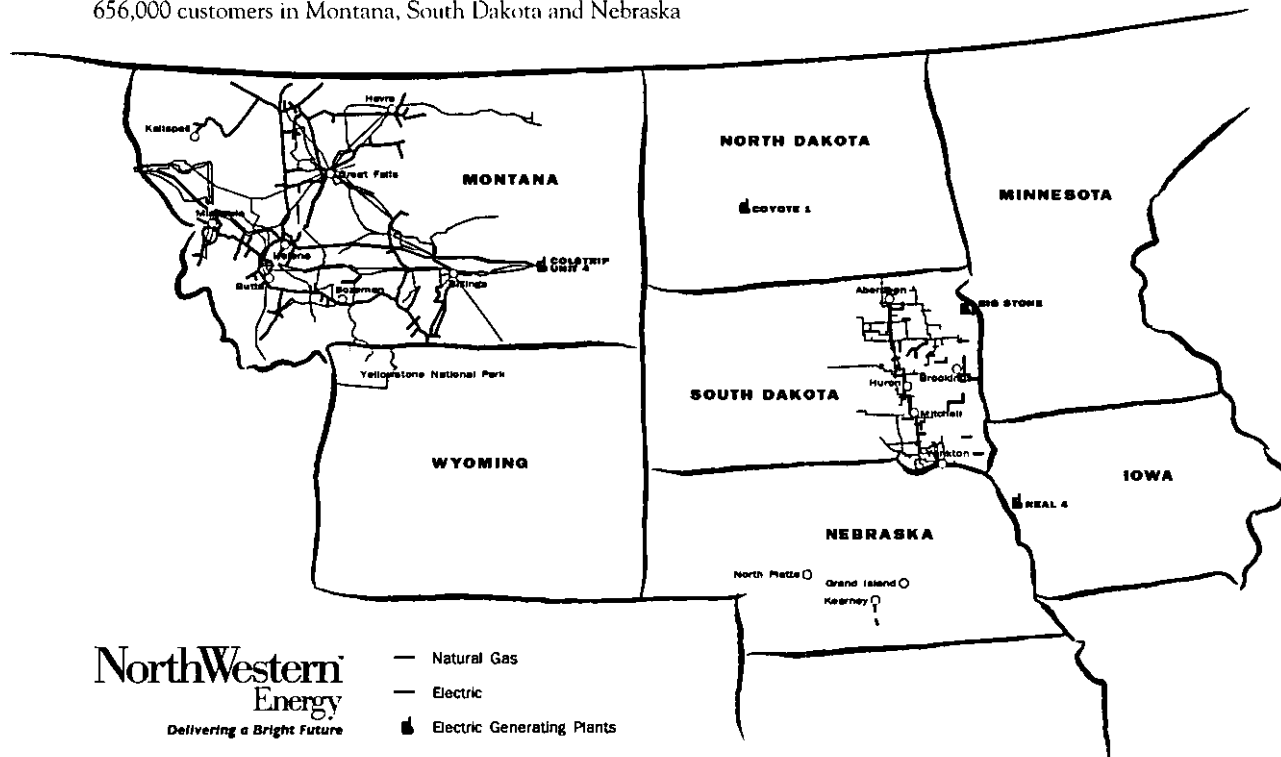 656,000 customers in Montana, South Dakota and Nebraska
Havre
Kalispell
NORTH DAKOTA
Great Falls
MONTANA
MINNESOTA
COYOTE 1
Missoula
Helena
COLSTRIP
UNIT 4
Butte
Bozeman
Billings
Aberdeen
BIG STONE
Yellowstone National Park
Huron
Brookings
SOUTH DAKOTA
Mitchell
WYOMING
Yankton
IOWA
NEAL 4
NEBRASKA
North Platte
Grand Island
Kearney
NorthWestern
Energy
Delivering a Bright Future
Natural Gas
Electric
Electric Generating Plants